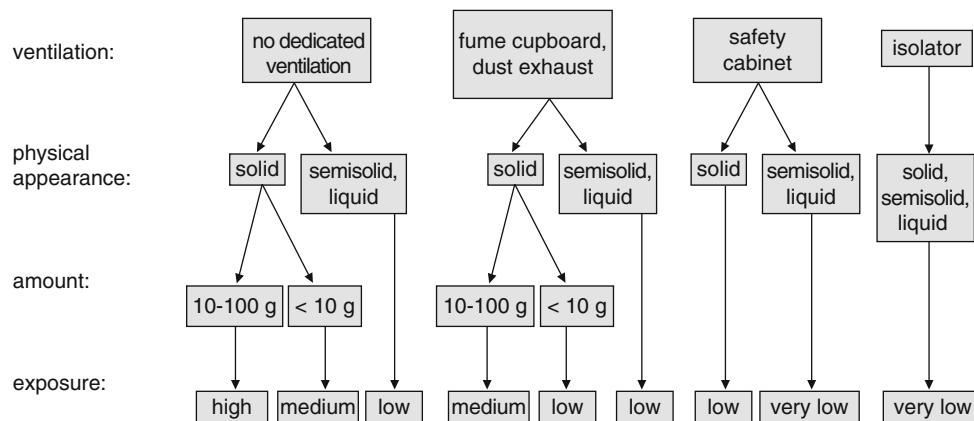 ventilation:
no dedicated
ventilation
fume cupboard,
dust exhaust
safety
cabinet
isolator
physical
appearance:
solid
semisolid,
liquid
solid
semisolid,
liquid
solid
semisolid,
liquid
solid,
semisolid,
liquid
amount:
10-100 g
< 10 g
10-100 g
< 10 g
exposure:
high
medium
low
medium
low
low
low
very low
very low